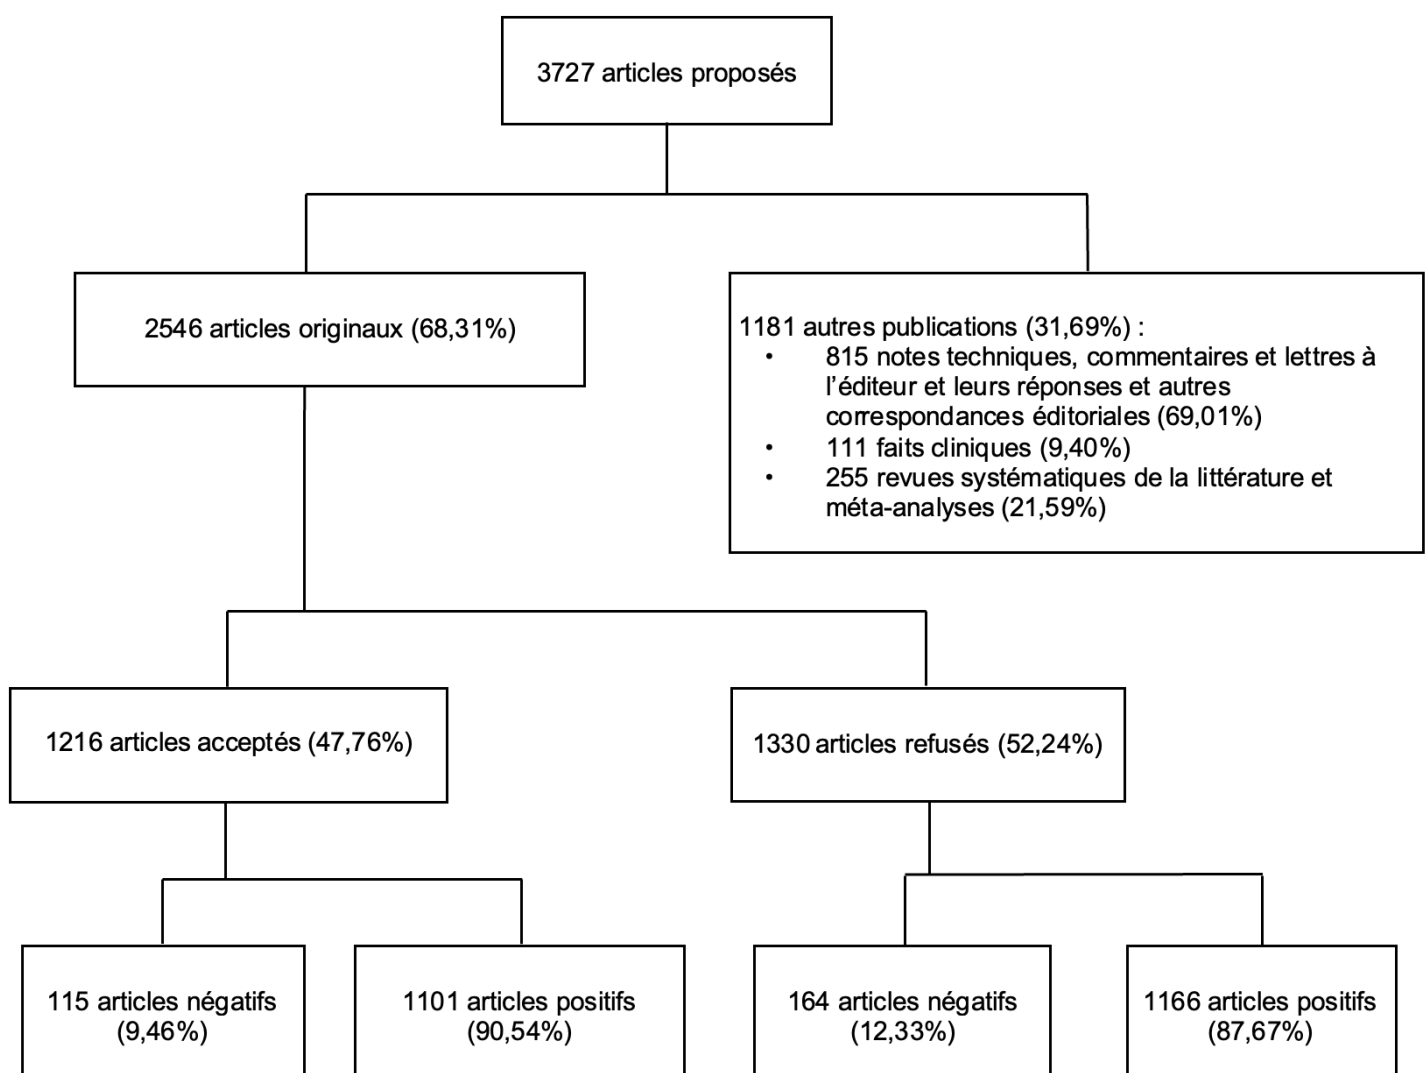 3727 articles proposés
2546 articles originaux (68,31%)
1181 autres publications (31,69%) :
• 815 notes techniques, commentaires et lettres à
l’éditeur et leurs réponses et autres
correspondances éditoriales (69,01%)
• 111 faits cliniques (9,40%)
• 255 revues systématiques de la littérature et
méta-analyses (21,59%)
1216 articles acceptés (47,76%)
1330 articles refusés (52,24%)
115 articles négatifs
(9,46%)
1101 articles positifs
(90,54%)
164 articles négatifs
(12,33%)
1166 articles positifs
(87,67%)